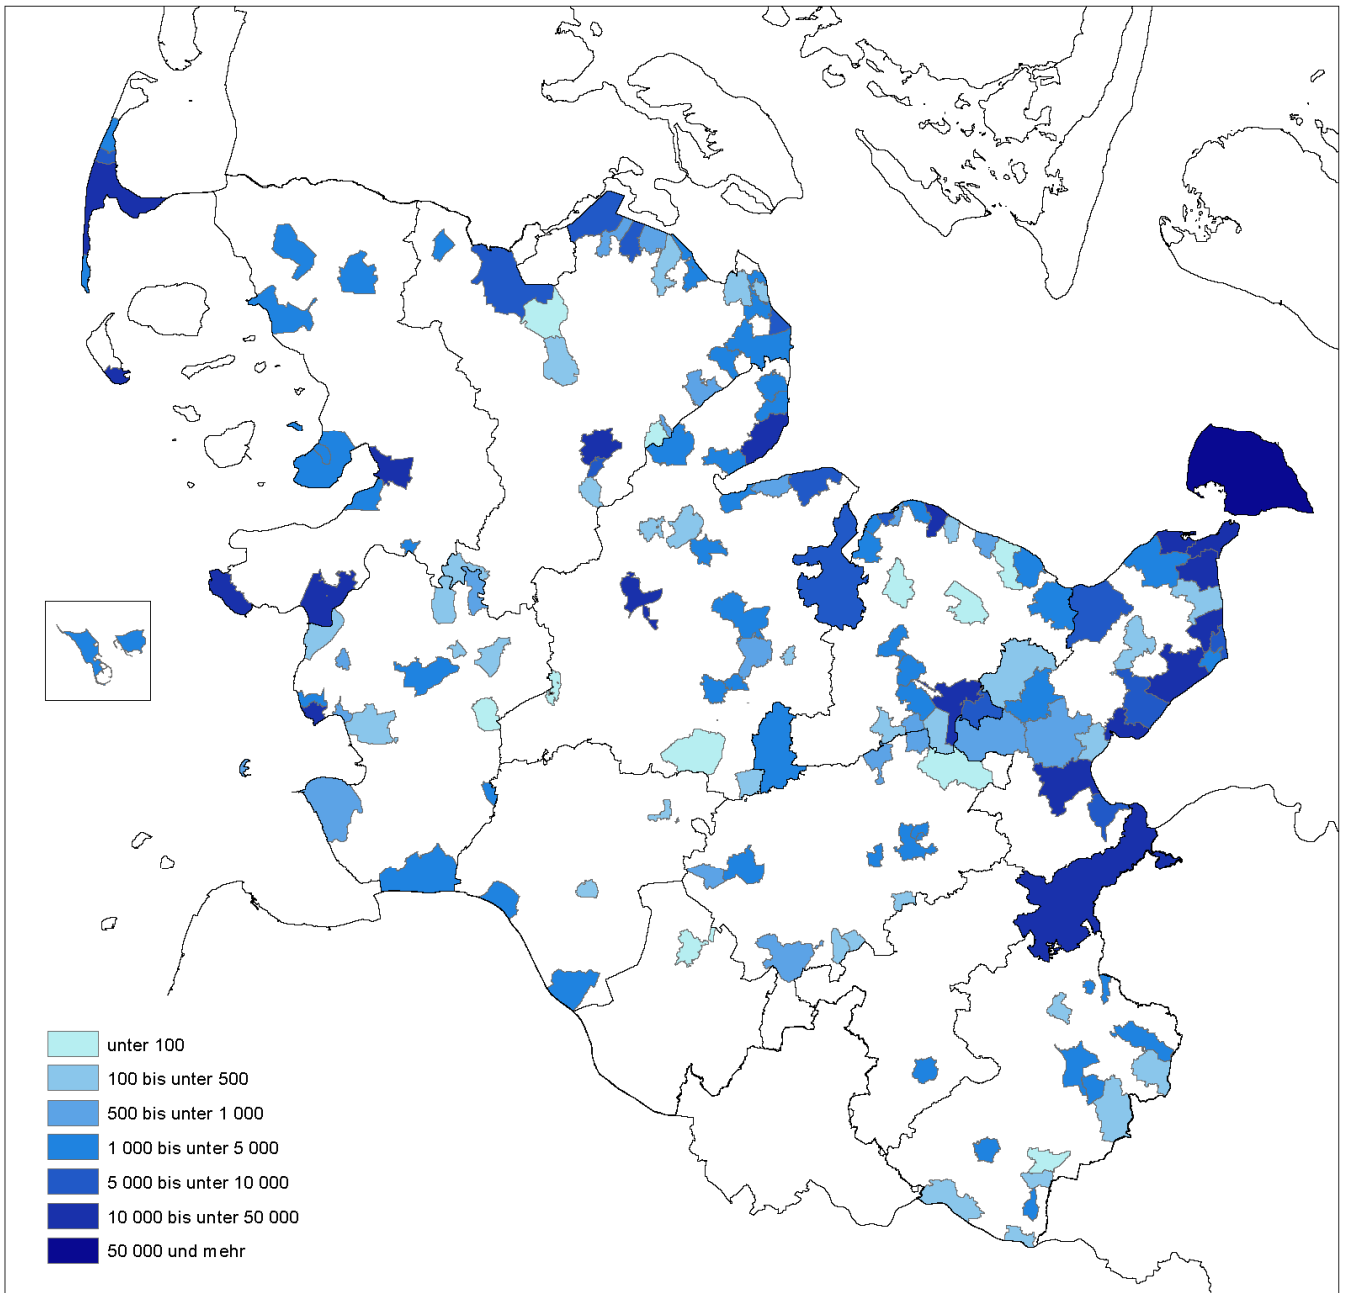 unter 100
100 bis unter 500
500 bis unter 1 000
1 000 bis unter 5 000
5 000 bis unter 10 000
10 000 bis unter 50 000
50 000 und mehr